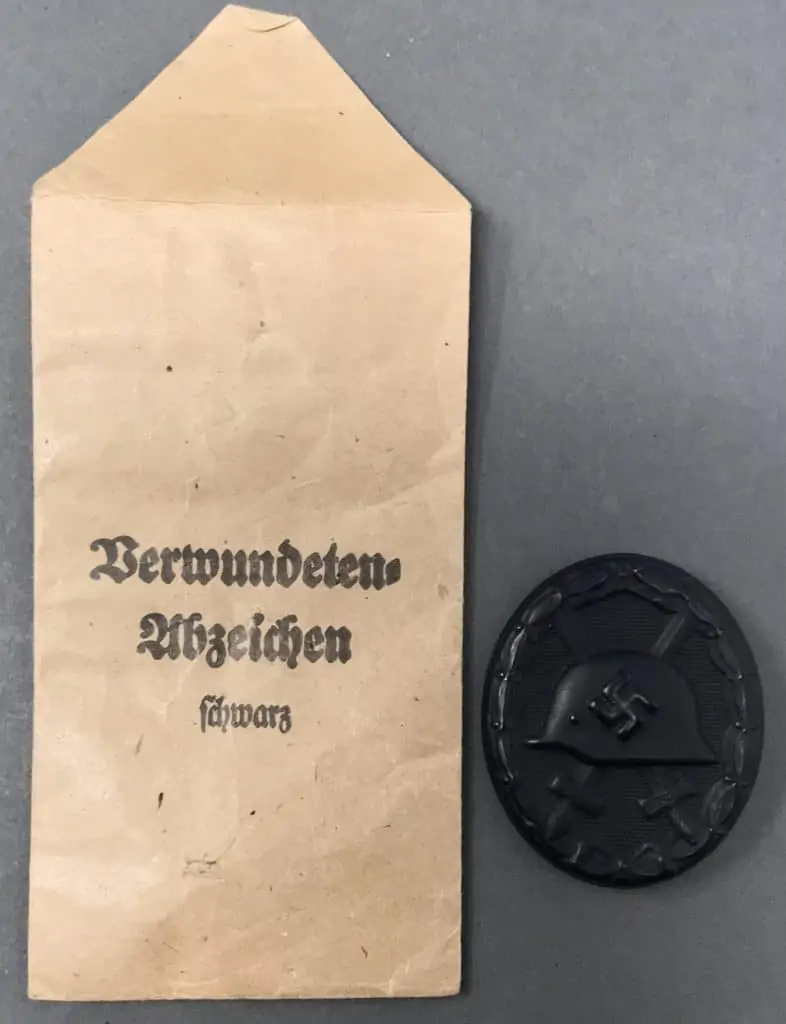 Verwundeten-
Abzeichen
schwarz